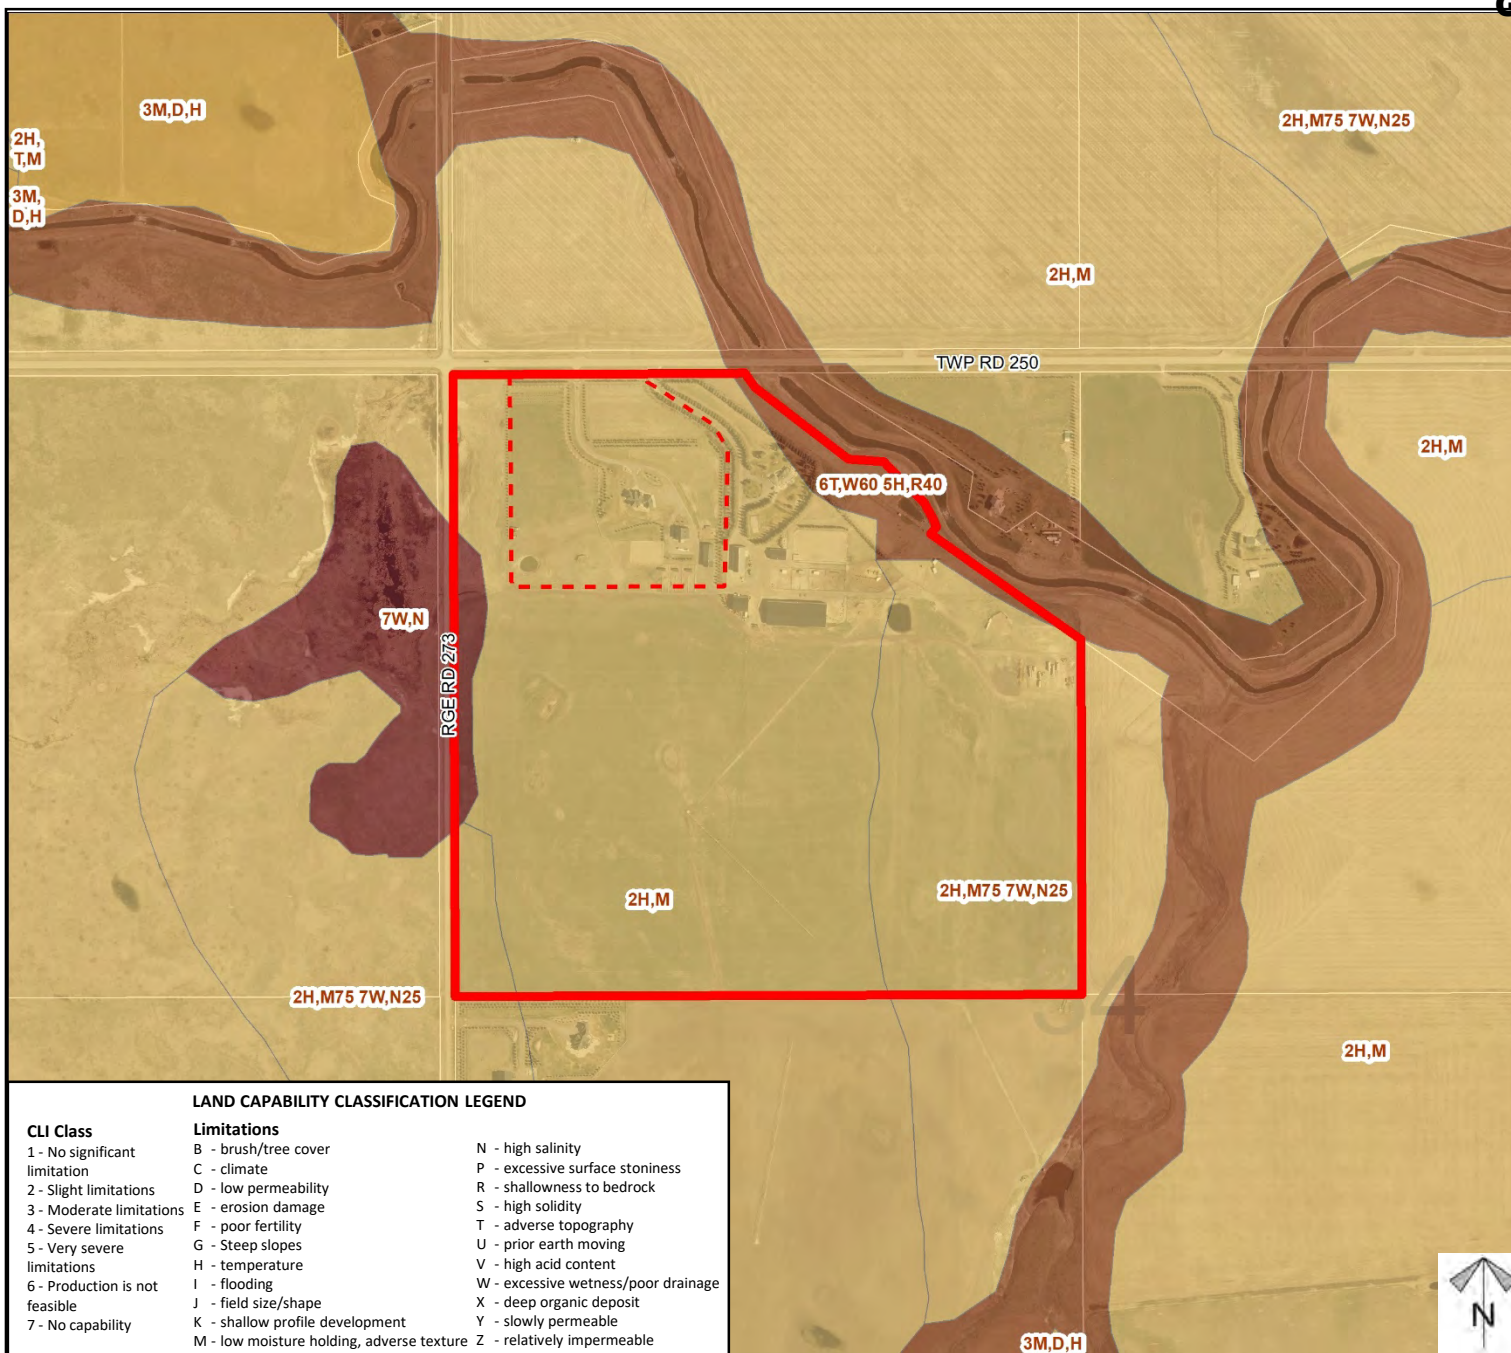 3M,D,H
2H,
T,M
3M,
D,H
2H,M75 7W,N25
2H,M
TWP RD 250
2H,M
6T,W60 5H,R40
7W,N
RGE RD 273
2H,M
2H,M75 7W,N25
2H,M75 7W,N25
34
2H,M
3M,D,H
LAND CAPABILITY CLASSIFICATION LEGEND
CLI Class
1 - No significant
limitation
2 - Slight limitations
3 - Moderate limitations
4 - Severe limitations
5 - Very severe
limitations
6 - Production is not
feasible
7 - No capability
Limitations
B - brush/tree cover
C - climate
D - low permeability
E - erosion damage
F - poor fertility
G - Steep slopes
H - temperature
I - flooding
J - field size/shape
K - shallow profile development
M - low moisture holding, adverse texture
N - high salinity
P - excessive surface stoniness
R - shallowness to bedrock
S - high solidity
T - adverse topography
U - prior earth moving
V - high acid content
W - excessive wetness/poor drainage
X - deep organic deposit
Y - slowly permeable
Z - relatively impermeable
N